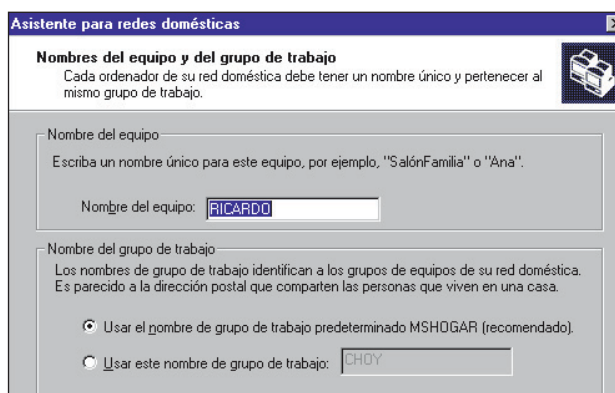 Asistente para redes domésticas
Nombres del equipo y del grupo de trabajo
Cada ordenador de su red doméstica debe tener un nombre único y pertenecer al
mismo grupo de trabajo.
Nombre del equipo
Escriba un nombre único para este equipo, por ejemplo, "SalónFamilia" o "Ana".
Nombre del equipo: RICARDO
Nombre del grupo de trabajo
Los nombres de grupo de trabajo identifican a los grupos de equipos de su red doméstica.
Es parecido a la dirección postal que comparten las personas que viven en una casa.
Usar el nombre de grupo de trabajo predeterminado MSHOGAR (recomendado).
Usar este nombre de grupo de trabajo: CHOY